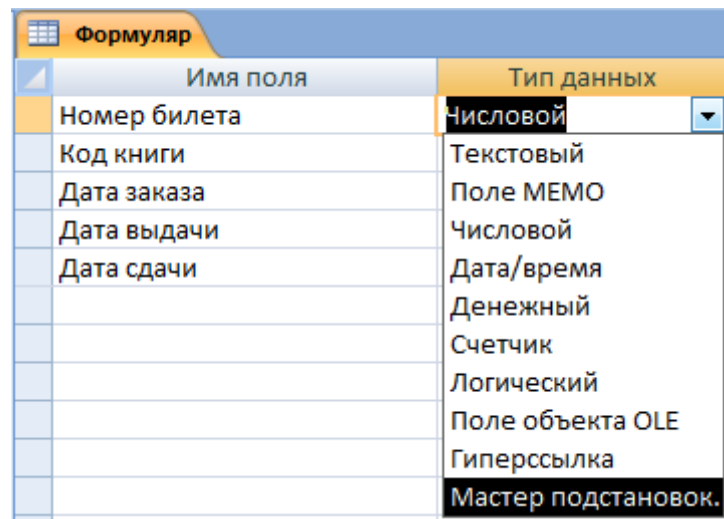 Формуляр
Имя поля Тип данных
Номер билета Числовой
Код книги Текстовый
Дата заказа Поле МЕМО
Дата выдачи Числовой
Дата сдачи Дата/время
Денежный
Счетчик
Логический
Поле объекта OLE
Гиперссылка
Мастер подстановок.